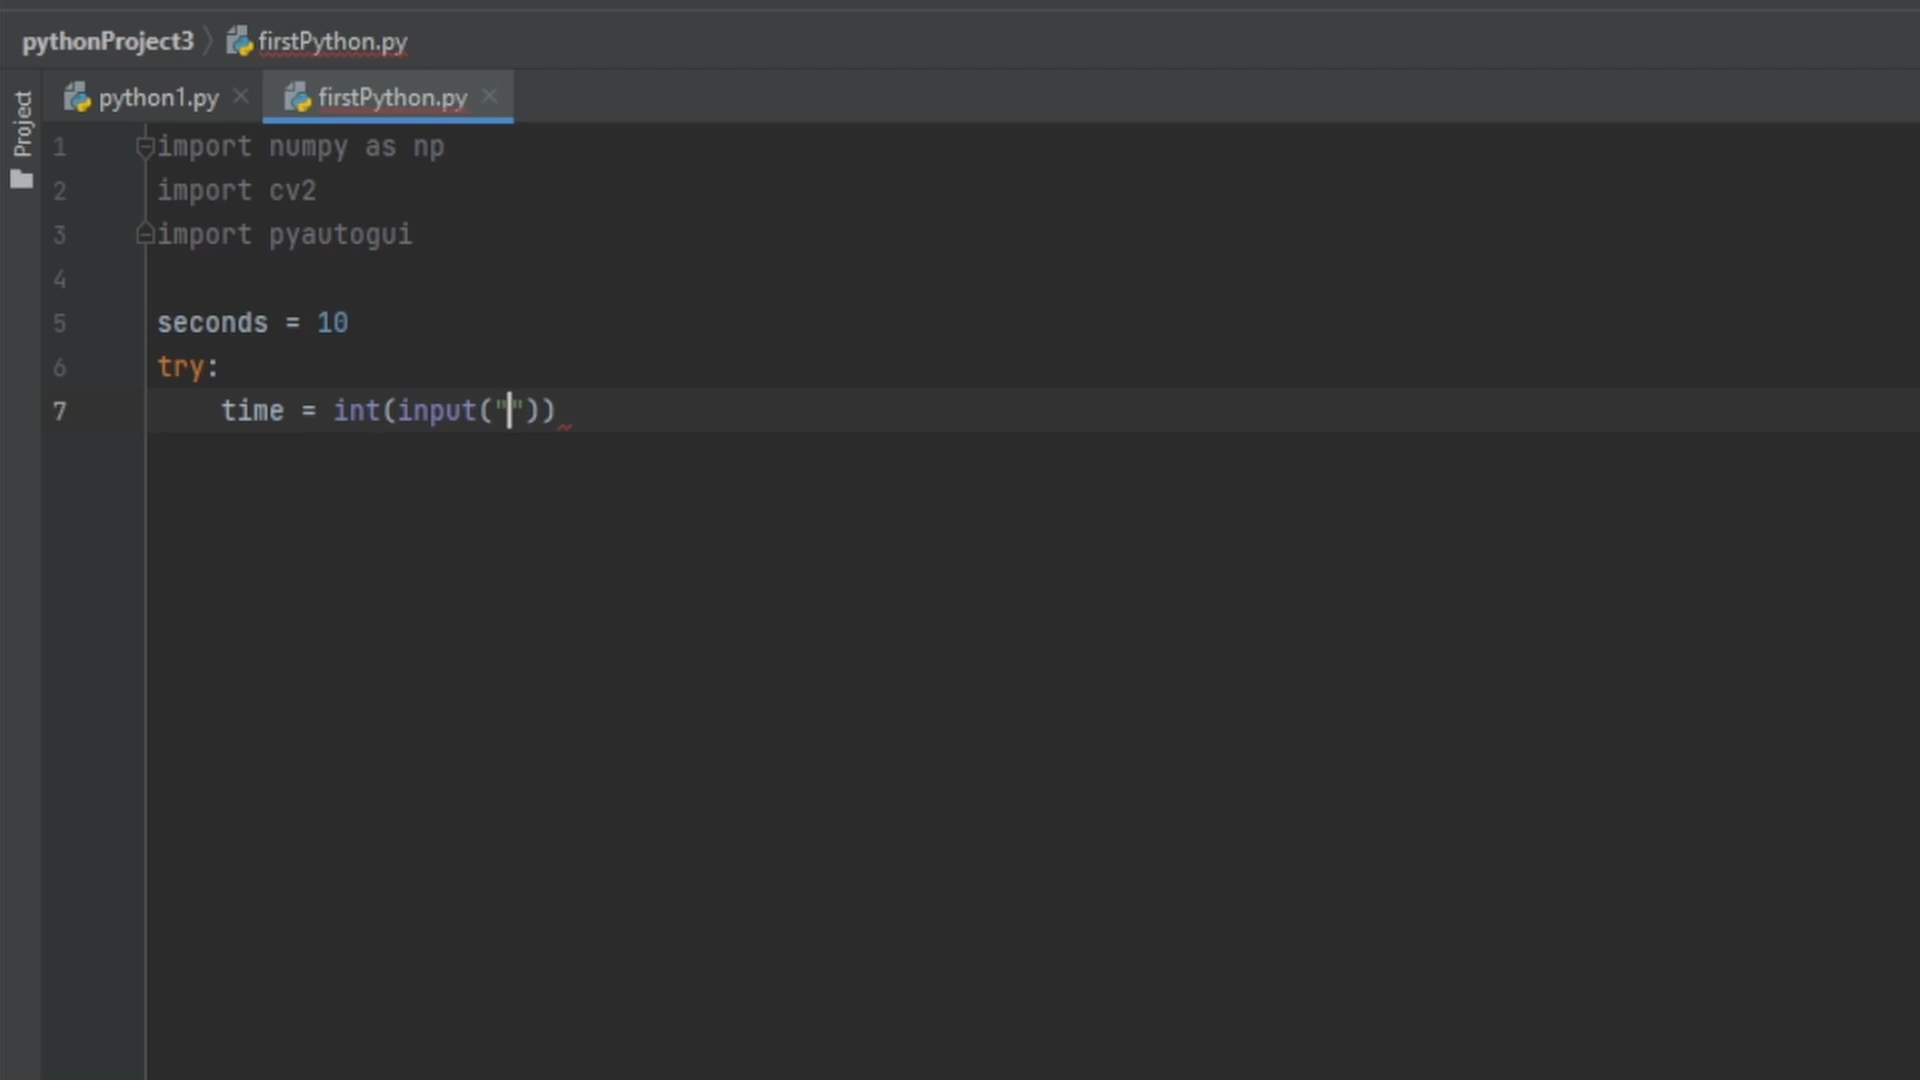 pythonProject3 firstPython.py
python1.py firstPython.py
Project
1 import numpy as np
2 import cv2
3 import pyautogui
4
5 seconds = 10
6 try:
7 time = int(input(""))